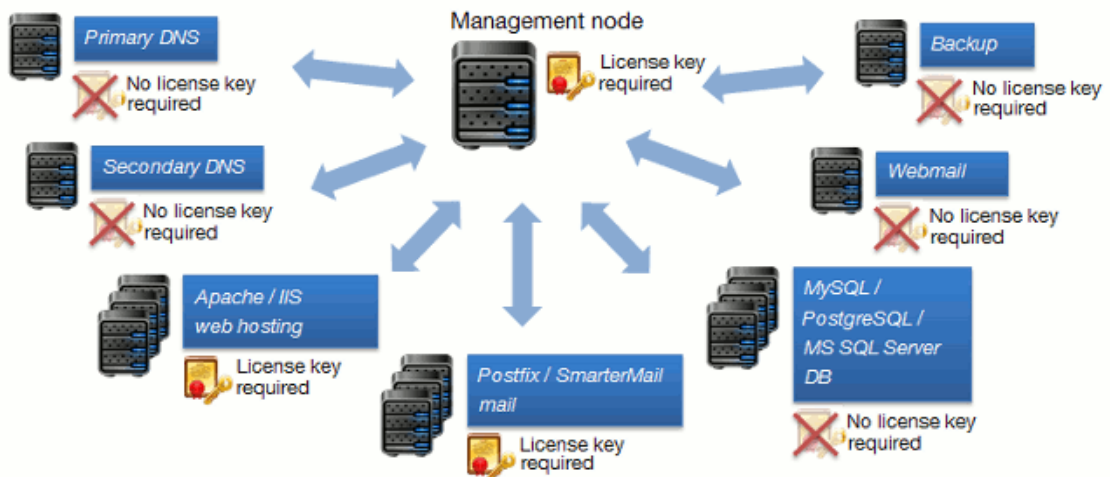 Management node
License key
required
Primary DNS
No license key
required
Backup
No license key
required
Secondary DNS
No license key
required
Webmail
No license key
required
Apache / IIS
web hosting
License key
required
Postfix / SmarterMail
mail
License key
required
MySQL /
PostgreSQL /
MS SQL Server
DB
No license key
required